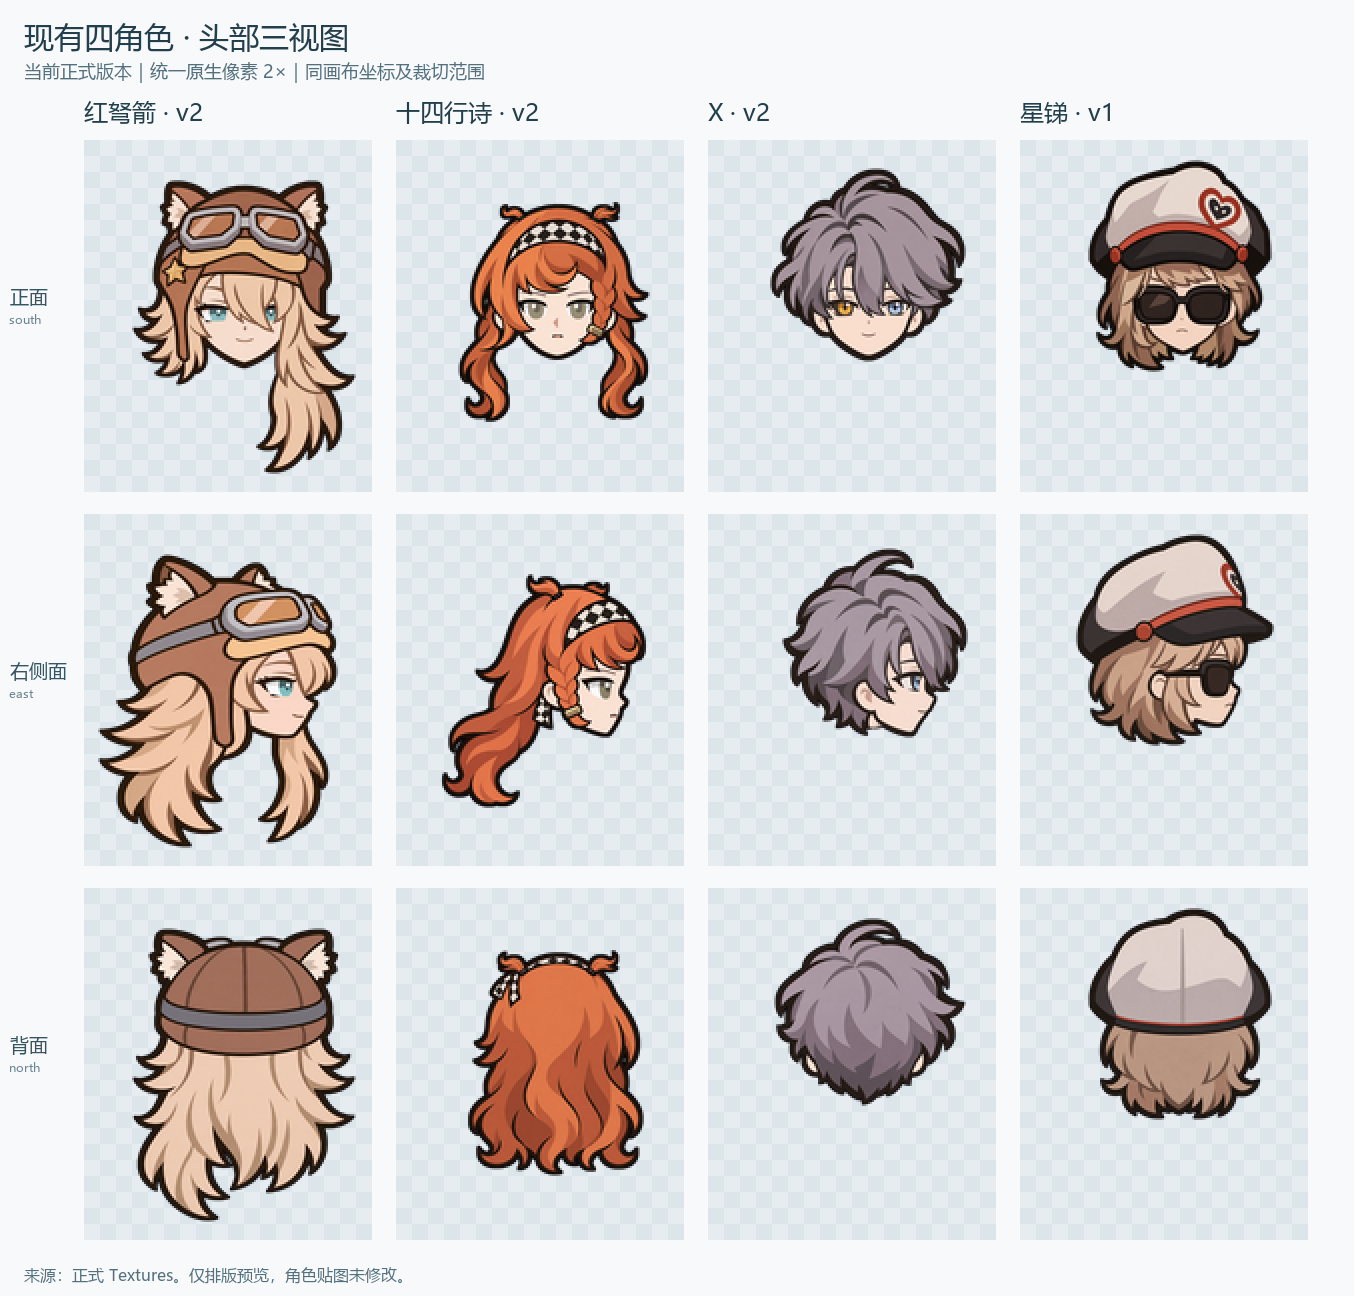 现有四角色 · 头部三视图
当前正式版本 | 统一原生像素 2× | 同画布坐标及裁切范围
红弩箭 · v2
十四行诗 · v2
X · v2
星锑 · v1
正面
south
右侧面
east
背面
north
来源：正式 Textures。仅排版预览，角色贴图未修改。